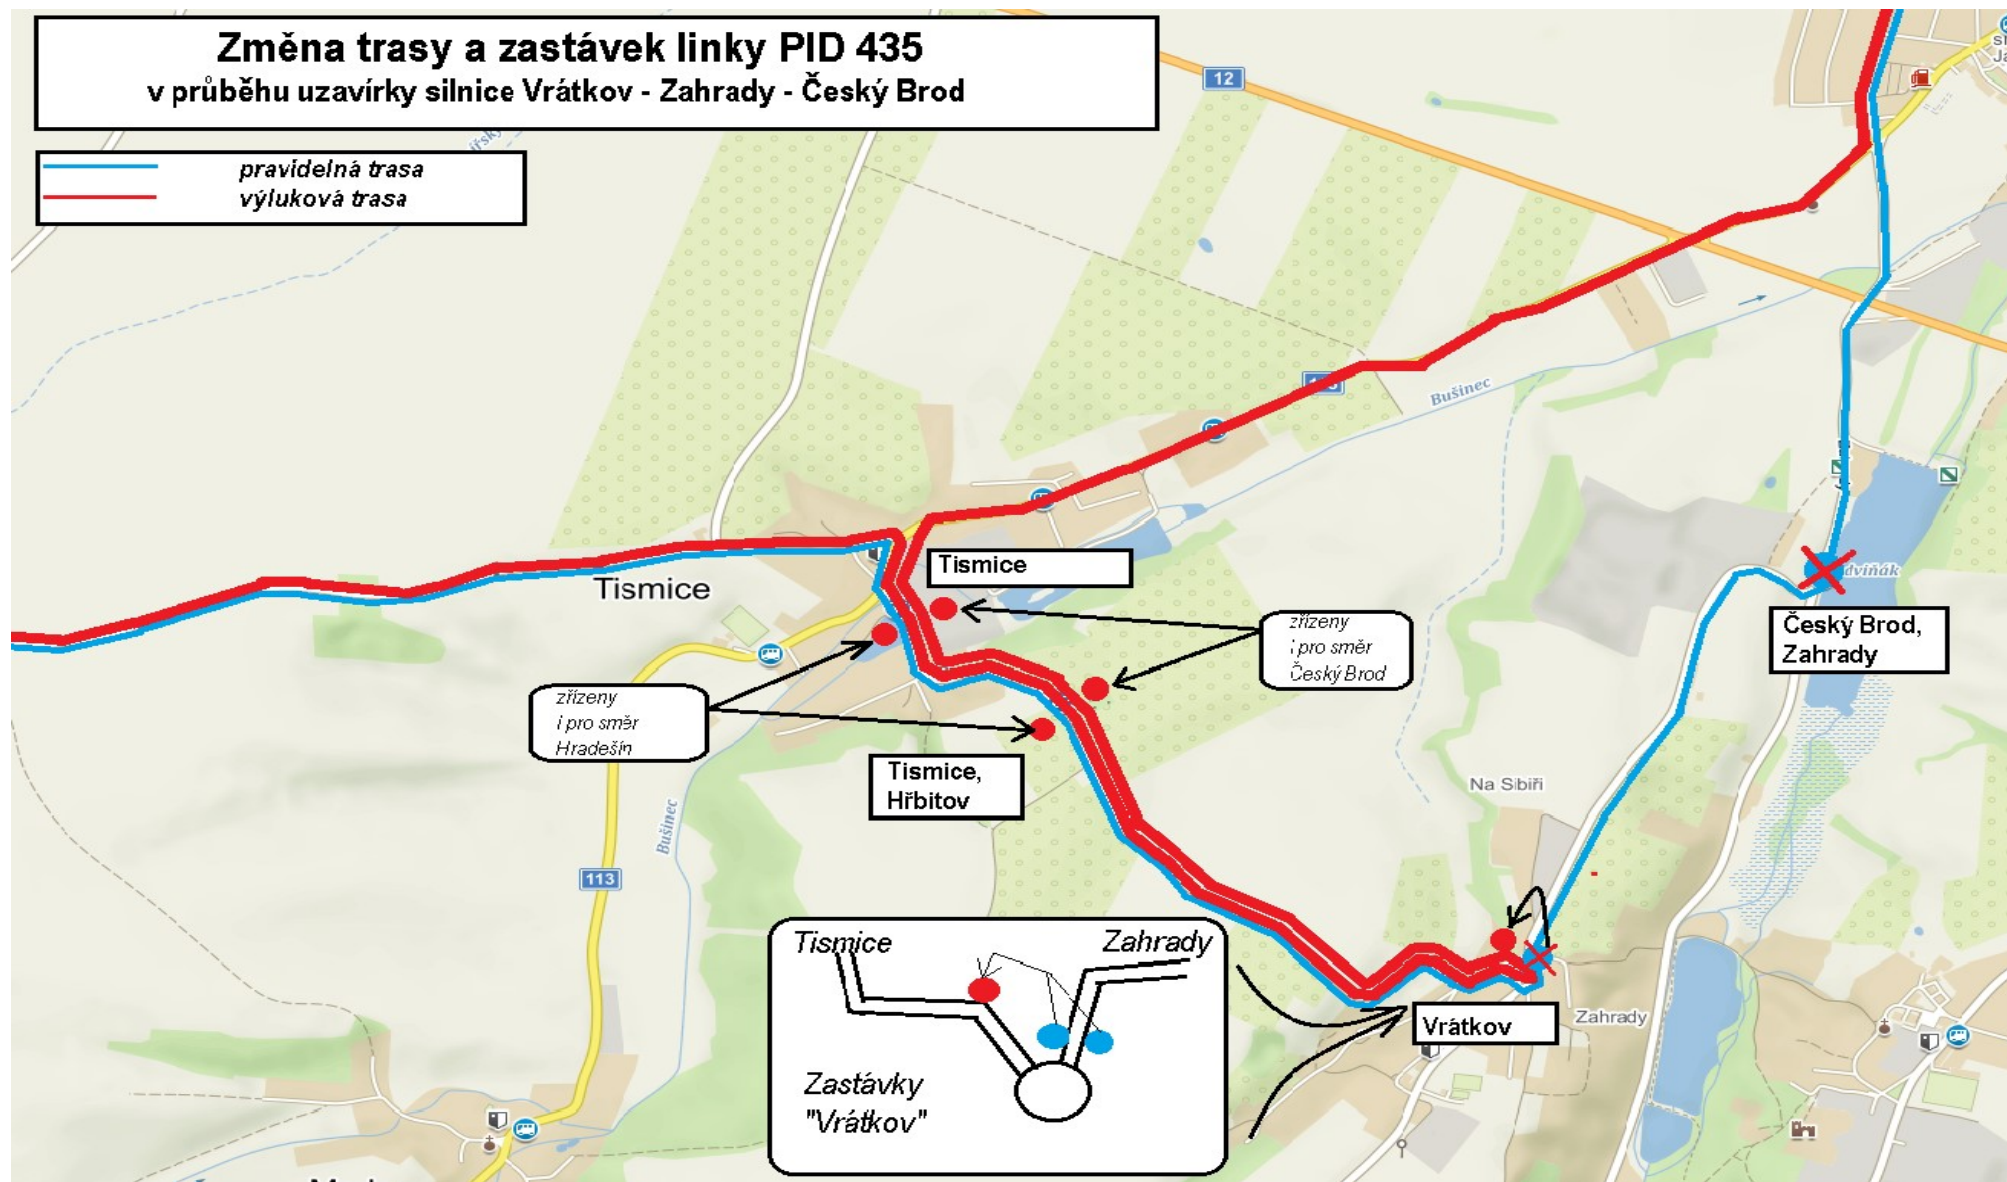 Změna trasy a zastávek linky PID 435
v průběhu uzavírky silnice Vrátkov - Zahrady - Český Brod
pravidelná trasa
výluková trasa
12
Bušinec
Tismice
Tismice
zřízeny
i pro směr
Český Brod
Český Brod,
Zahrady
zřízeny
i pro směr
Hradešín
Tismice,
Hřbitov
Na Sibiři
Bušinec
113
Tismice
Zahrady
Zastávky
"Vrátkov"
Vrátkov
Zahrady